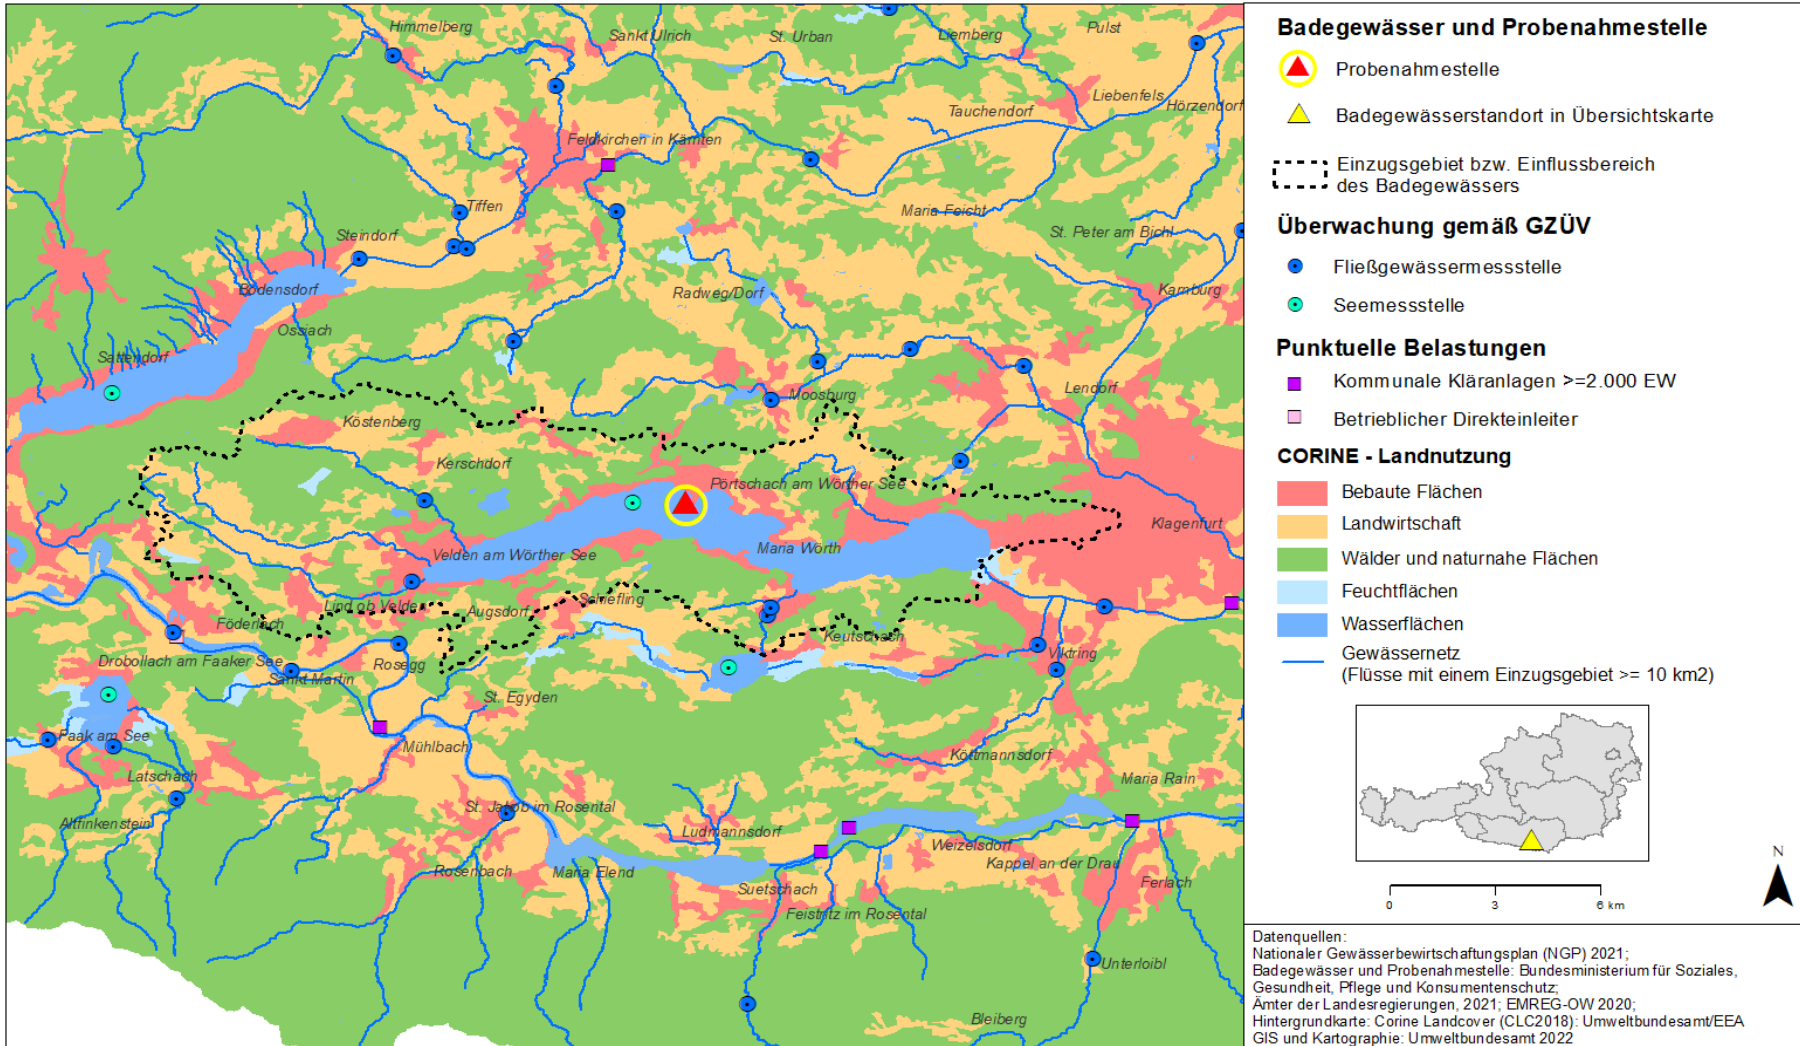 Himmelberg
Sankt Ulrich
St. Urban
Liemberg
Pulst
Liebenfels
Hörzendorf
Tauchendorf
Feldkirchen in Kärnten
Tiffen
Maria Feicht
Steindorf
St. Peter am Bichl
Bodensdorf
Radweg/Dorf
Karnburg
Ossiach
Sattendorf
Moosburg
Lendorf
Köstenberg
Kerschdorf
Pörtschach am Wörther See
Klagenfurt
Velden am Wörther See
Maria Wörth
Lind ob Velde
Augsdorf
Schiefling
Föderlach
Keutschach
Viktring
Drobollach am Faaker See
Rosegg
Sankt Martin
St. Egyden
Faak am See
Mühlbach
Köttmannsdorf
Latschach
Maria Rain
St. Jakob im Rosental
Altfinkenstein
Ludmannsdorf
Weizelsdorf
Kappel an der Drau
Rosenbach
Maria Elend
Suetschach
Ferlach
Feistritz im Rosental
Unterloibl
Bleiberg
Badegewässer und Probenahmestelle
Probenahmestelle
Badegewässerstandort in Übersichtskarte
Einzugsgebiet bzw. Einflussbereich
des Badegewässers
Überwachung gemäß GZÜV
Fließgewässermessstelle
Seemessstelle
Punktuelle Belastungen
Kommunale Kläranlagen >=2.000 EW
Betrieblicher Direkteinleiter
CORINE - Landnutzung
Bebaute Flächen
Landwirtschaft
Wälder und naturnahe Flächen
Feuchtflächen
Wasserflächen
Gewässernetz
(Flüsse mit einem Einzugsgebiet >= 10 km2)
N
0 3 6 km
Datenquellen:
Nationaler Gewässerbewirtschaftungsplan (NGP) 2021;
Badegewässer und Probenahmestelle: Bundesministerium für Soziales,
Gesundheit, Pflege und Konsumentenschutz;
Ämter der Landesregierungen, 2021; EMREG-OW 2020;
Hintergrundkarte: Corine Landcover (CLC2018): Umweltbundesamt/EEA
GIS und Kartographie: Umweltbundesamt 2022